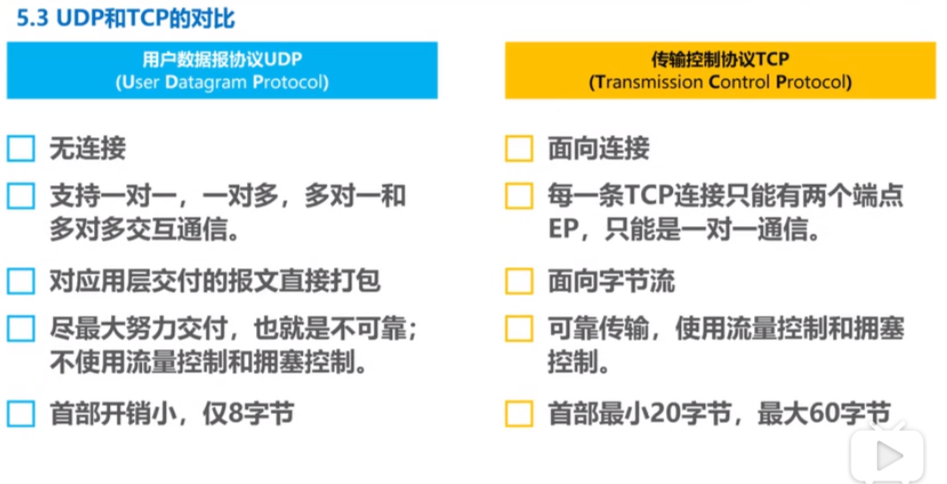 5.3 UDP和TCP的对比
用户数据报协议UDP
(User Datagram Protocol)
无连接
支持一对一，一对多，多对一和
多对多交互通信。
对应用层交付的报文直接打包
尽最大努力交付，也就是不可靠；
不使用流量控制和拥塞控制。
首部开销小，仅8字节
传输控制协议TCP
(Transmission Control Protocol)
面向连接
每一条TCP连接只能有两个端点
EP，只能是一对一通信。
面向字节流
可靠传输，使用流量控制和拥塞
控制。
首部最小20字节，最大60字节